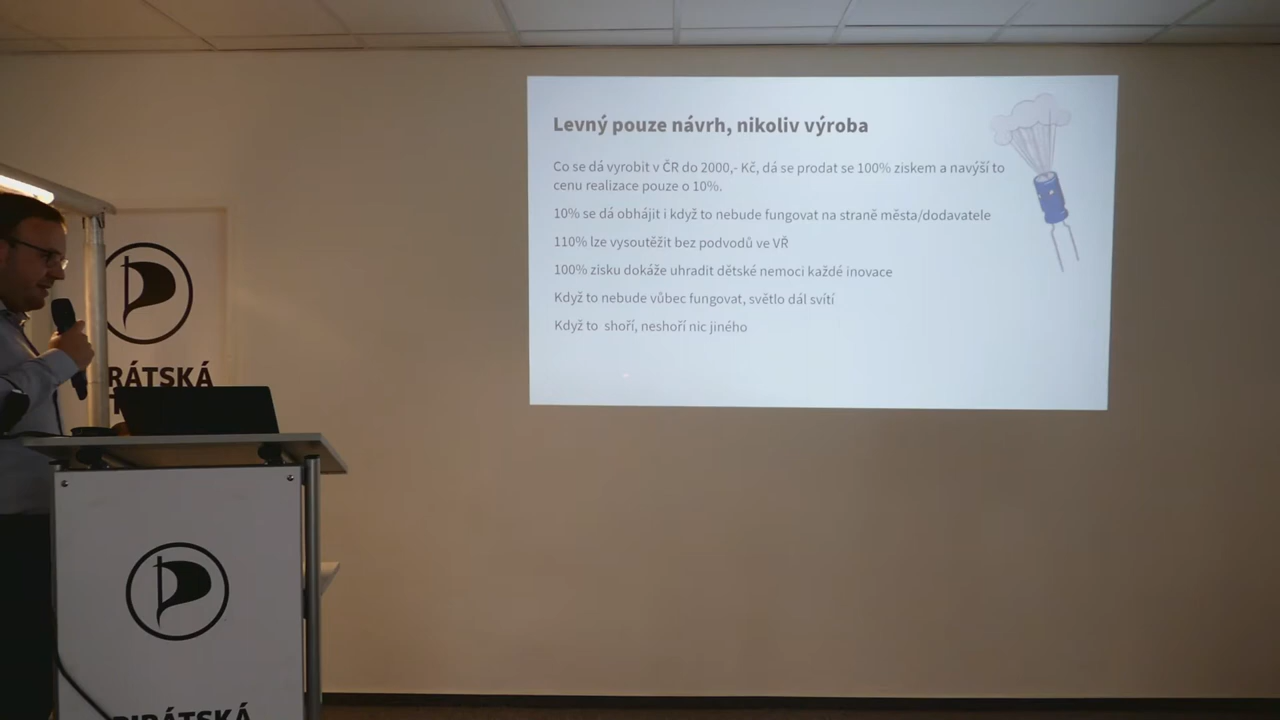 Levný pouze návrh, nikoliv výroba
Co se dá vyrobit v ČR do 2000,- Kč, dá se prodat se 100% ziskem a navýší to
cenu realizace pouze o 10%.
10% se dá obhájit i když to nebude fungovat na straně města/dodavatele
110% lze vysoutěžit bez podvodů ve VŘ
100% zisku dokáže uhradit dětské nemoci každé inovace
Když to nebude vůbec fungovat, světlo dál svítí
Když to  shoří, neshoří nic jiného
RÁTSKÁ
PIRÁTSKÁ